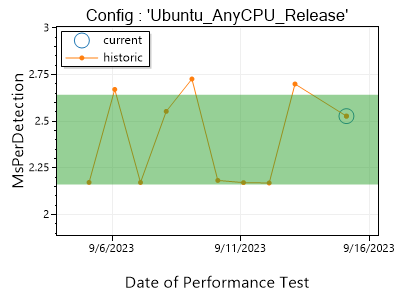 Config : 'Ubuntu_AnyCPU_Release'
current
historic
3
2.75
2.5
2.25
2
MsPerDetection
9/6/2023
9/11/2023
9/16/2023
Date of Performance Test